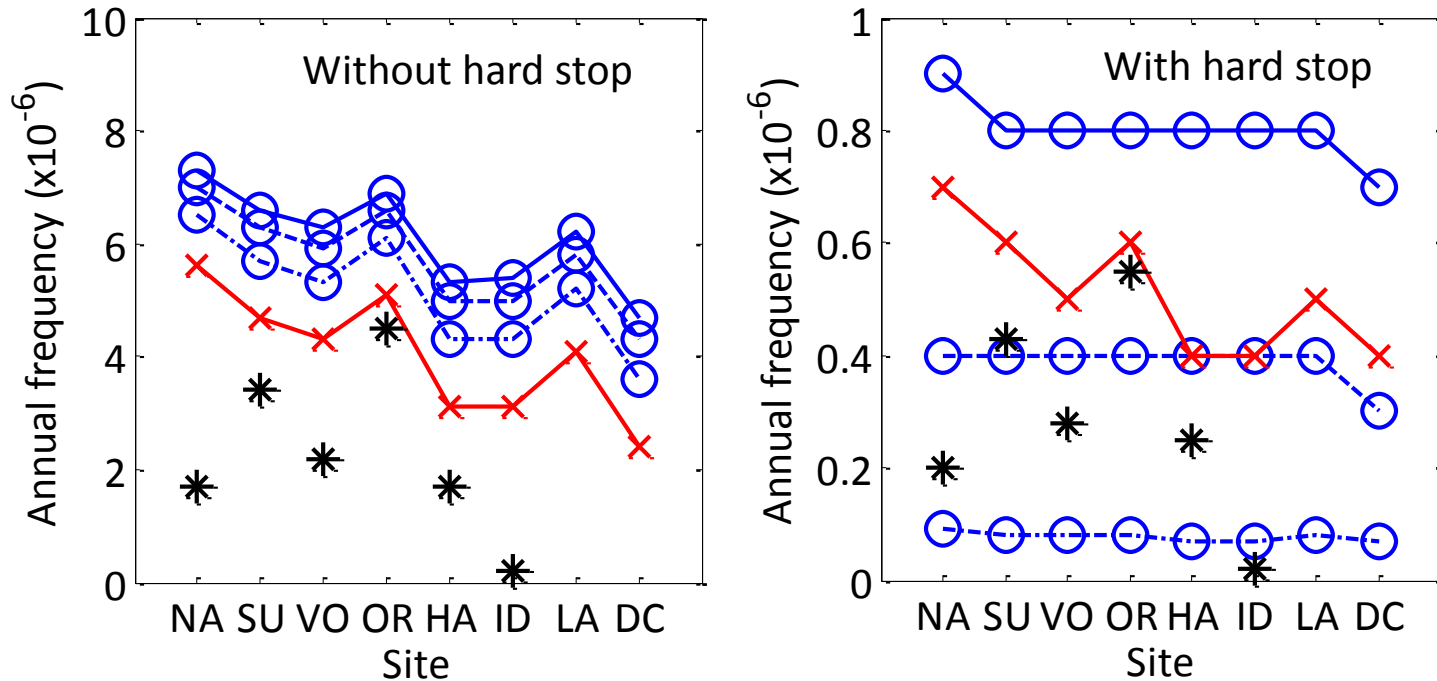 Without hard stop
Annual frequency (x10⁻⁶)
10
8
6
4
2
0
NA SU VO OR HA ID LA DC
Site
With hard stop
Annual frequency (x10⁻⁶)
1
0.8
0.6
0.4
0.2
0
NA SU VO OR HA ID LA DC
Site